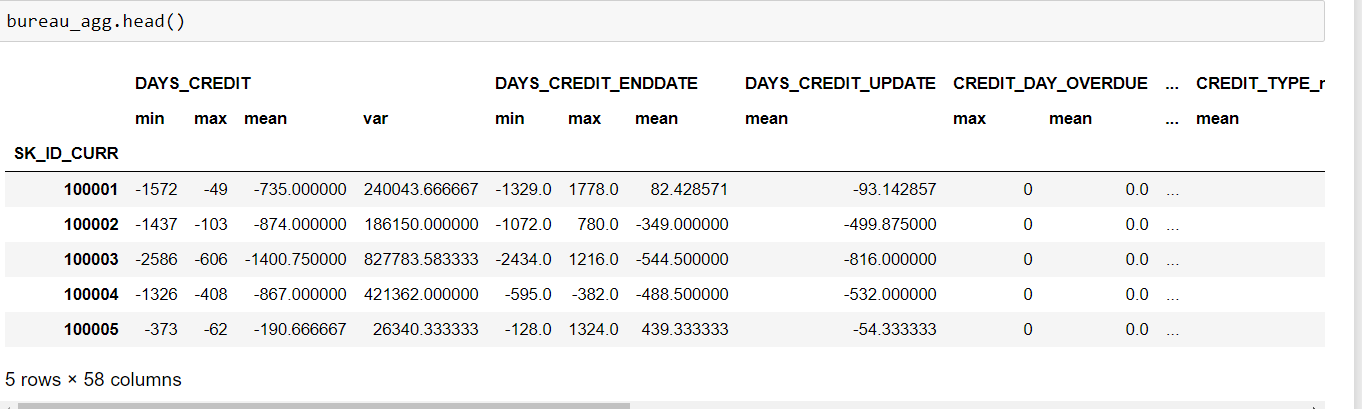 bureau_agg.head()
DAYS_CREDIT DAYS_CREDIT_ENDDATE DAYS_CREDIT_UPDATE CREDIT_DAY_OVERDUE ... CREDIT_TYPE_
min max mean var min max mean mean max mean ... mean
SK_ID_CURR
100001 -1572 -49 -735.000000 240043.666667 -1329.0 1778.0 82.428571 -93.142857 0 0.0 ...
100002 -1437 -103 -874.000000 186150.000000 -1072.0 780.0 -349.000000 -499.875000 0 0.0 ...
100003 -2586 -606 -1400.750000 827783.583333 -2434.0 1216.0 -544.500000 -816.000000 0 0.0 ...
100004 -1326 -408 -867.000000 421362.000000 -595.0 -382.0 -488.500000 -532.000000 0 0.0 ...
100005 -373 -62 -190.666667 26340.333333 -128.0 1324.0 439.333333 -54.333333 0 0.0 ...
5 rows × 58 columns